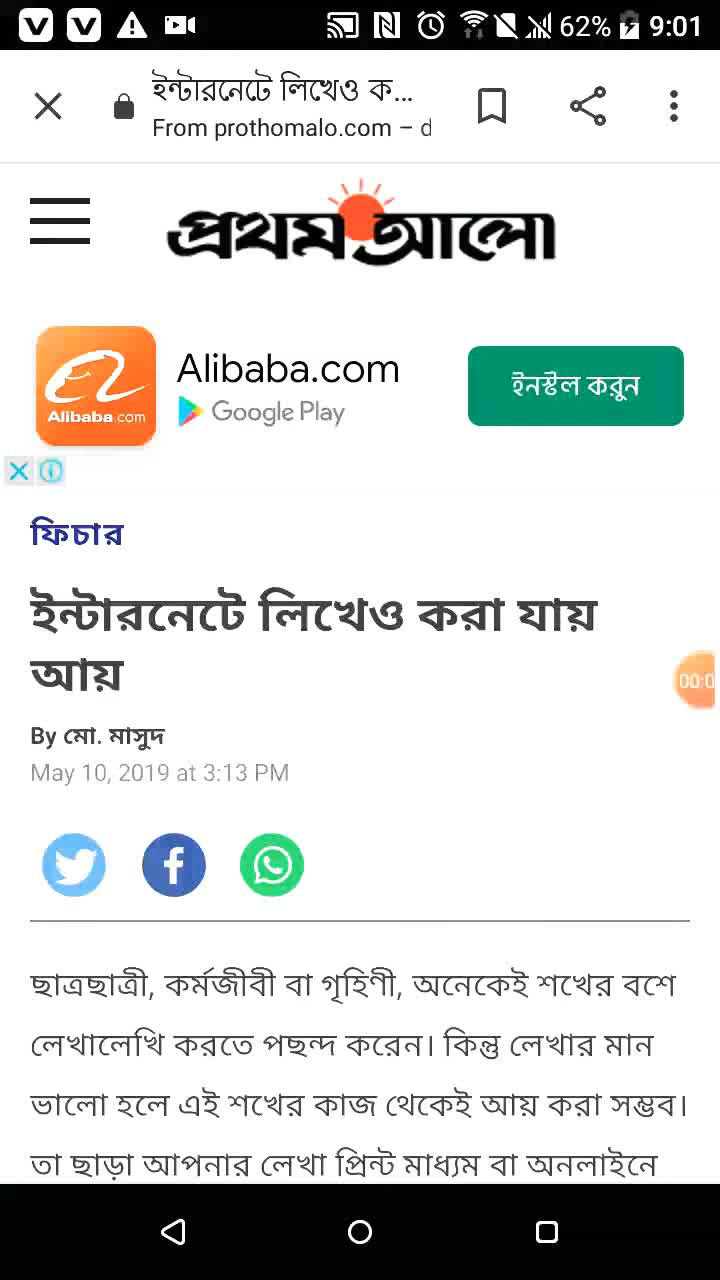 62% 9:01
ইন্টারনেটে লিখেও ক...
From prothomalo.com – d
প্রথম আলো
Alibaba.com
Alibaba.com
Google Play
ইনস্টল করুন
ফিচার
ইন্টারনেটে লিখেও করা যায়
আয়
00:0
By মো. মাসুদ
May 10, 2019 at 3:13 PM
ছাত্রছাত্রী, কর্মজীবী বা গৃহিণী, অনেকেই শখের বশে
লেখালেখি করতে পছন্দ করেন। কিন্তু লেখার মান
ভালো হলে এই শখের কাজ থেকেই আয় করা সম্ভব।
তা ছাড়া আপনার লেখা প্রিন্ট মাধ্যম বা অনলাইনে